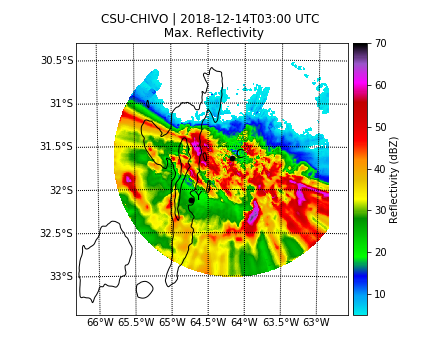 CSU-CHIVO | 2018-12-14T03:00 UTC
Max. Reflectivity
30.5°S
31°S
31.5°S
32°S
32.5°S
33°S
66°W 65.5°W 65°W 64.5°W 64°W 63.5°W 63°W
70
60
50
40
30
20
10
Reflectivity (dBZ)
C